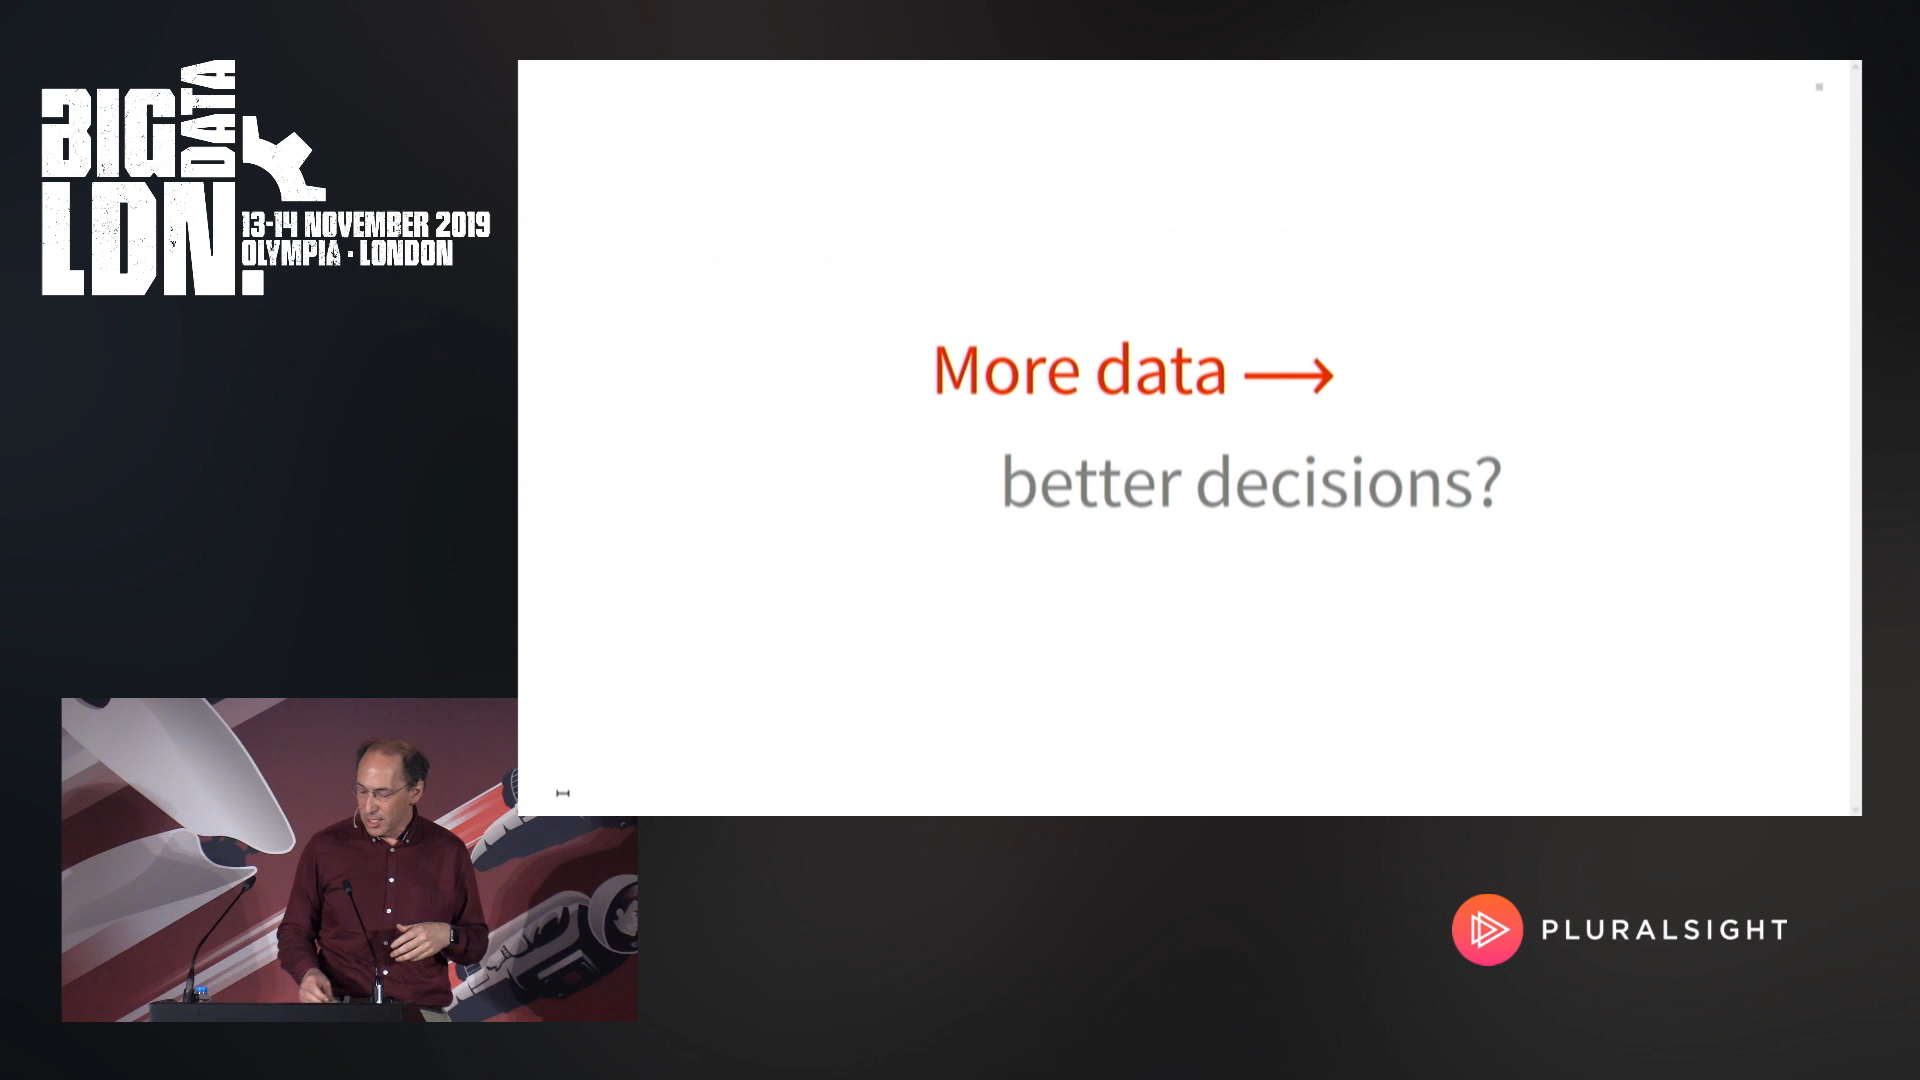 BIG DATA
LDN.
13-14 NOVEMBER 2019
OLYMPIA · LONDON
More data →
better decisions?
PLURALSIGHT